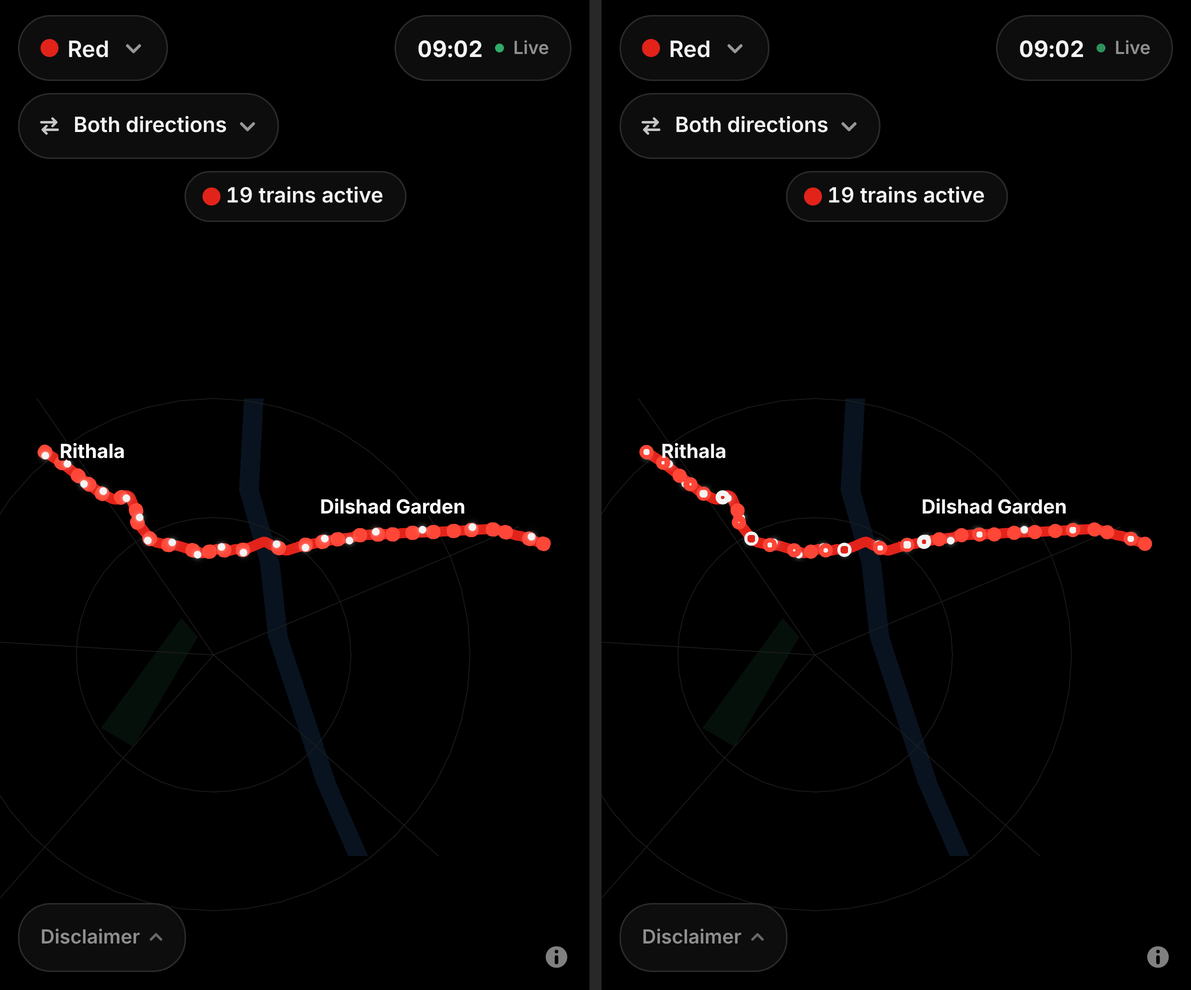 Red
09:02 Live
Both directions
19 trains active
Rithala
Dilshad Garden
Disclaimer
Red
09:02 Live
Both directions
19 trains active
Rithala
Dilshad Garden
Disclaimer